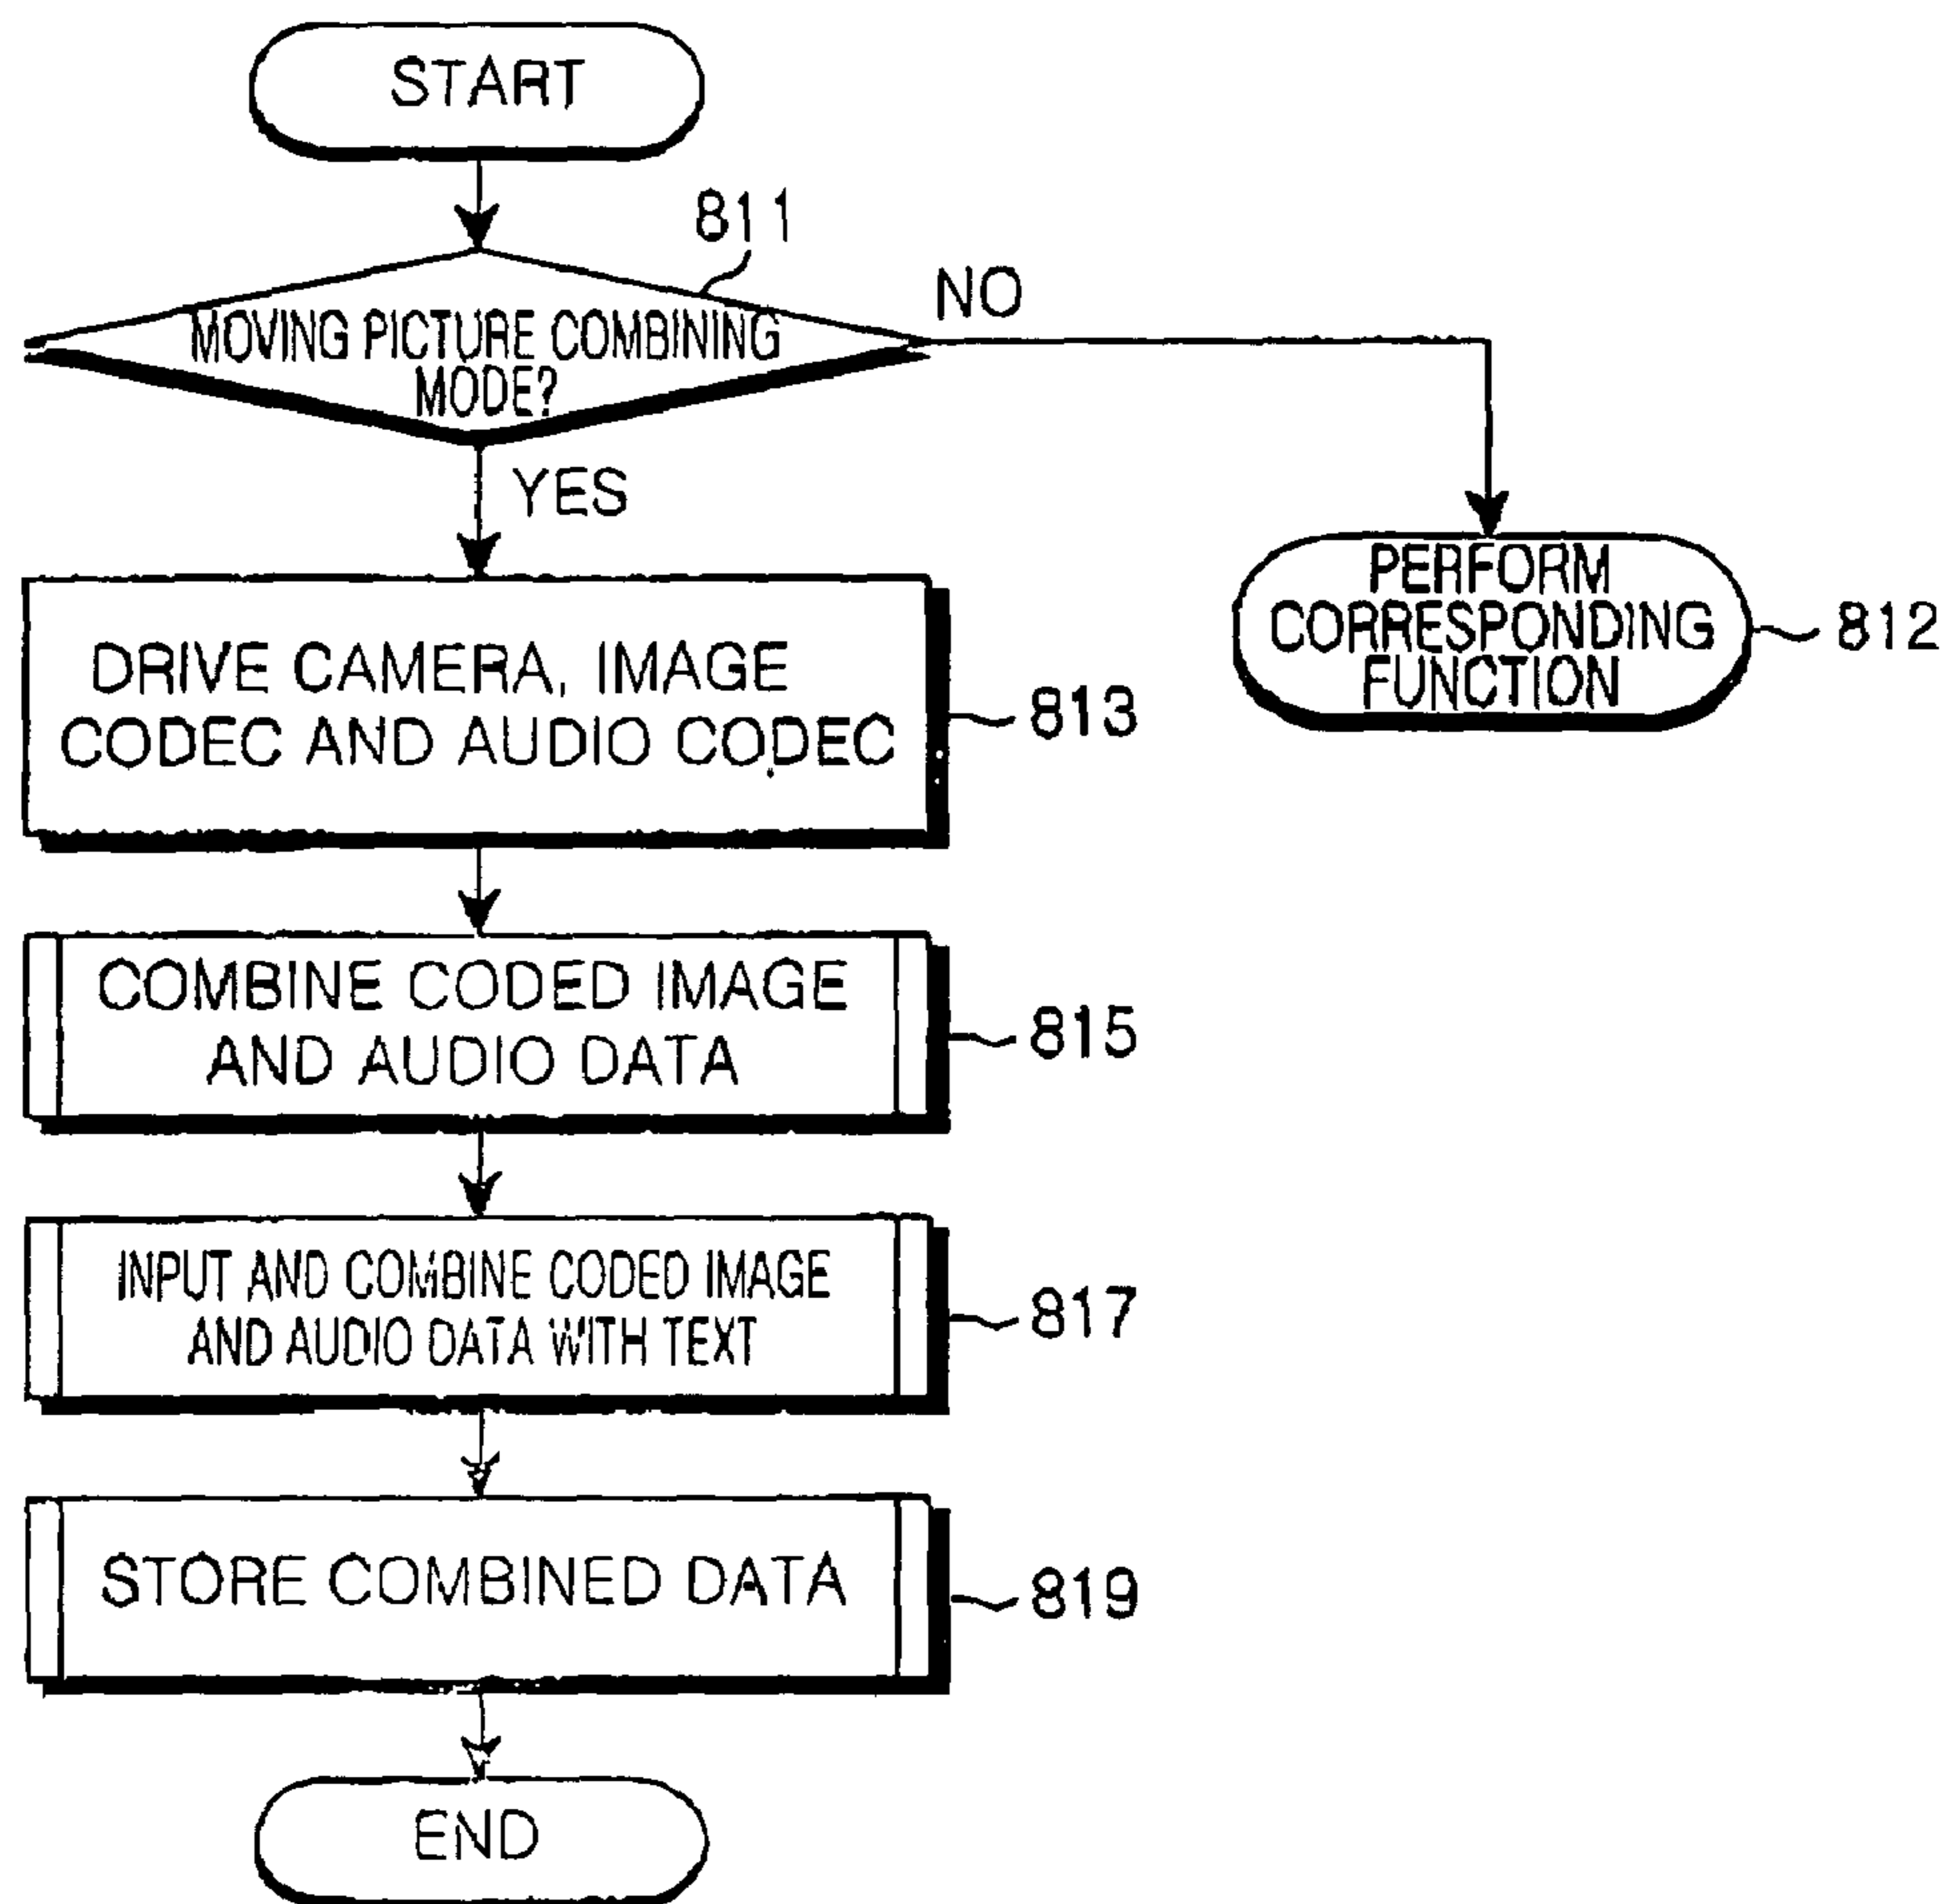 START
811
MOVING PICTURE COMBINING
MODE?
NO
YES
PERFORM
CORRESPONDING
FUNCTION
812
DRIVE CAMERA, IMAGE
CODEC AND AUDIO CODEC
813
COMBINE CODED IMAGE
AND AUDIO DATA
815
INPUT AND COMBINE CODED IMAGE
AND AUDIO DATA WITH TEXT
817
STORE COMBINED DATA
819
END